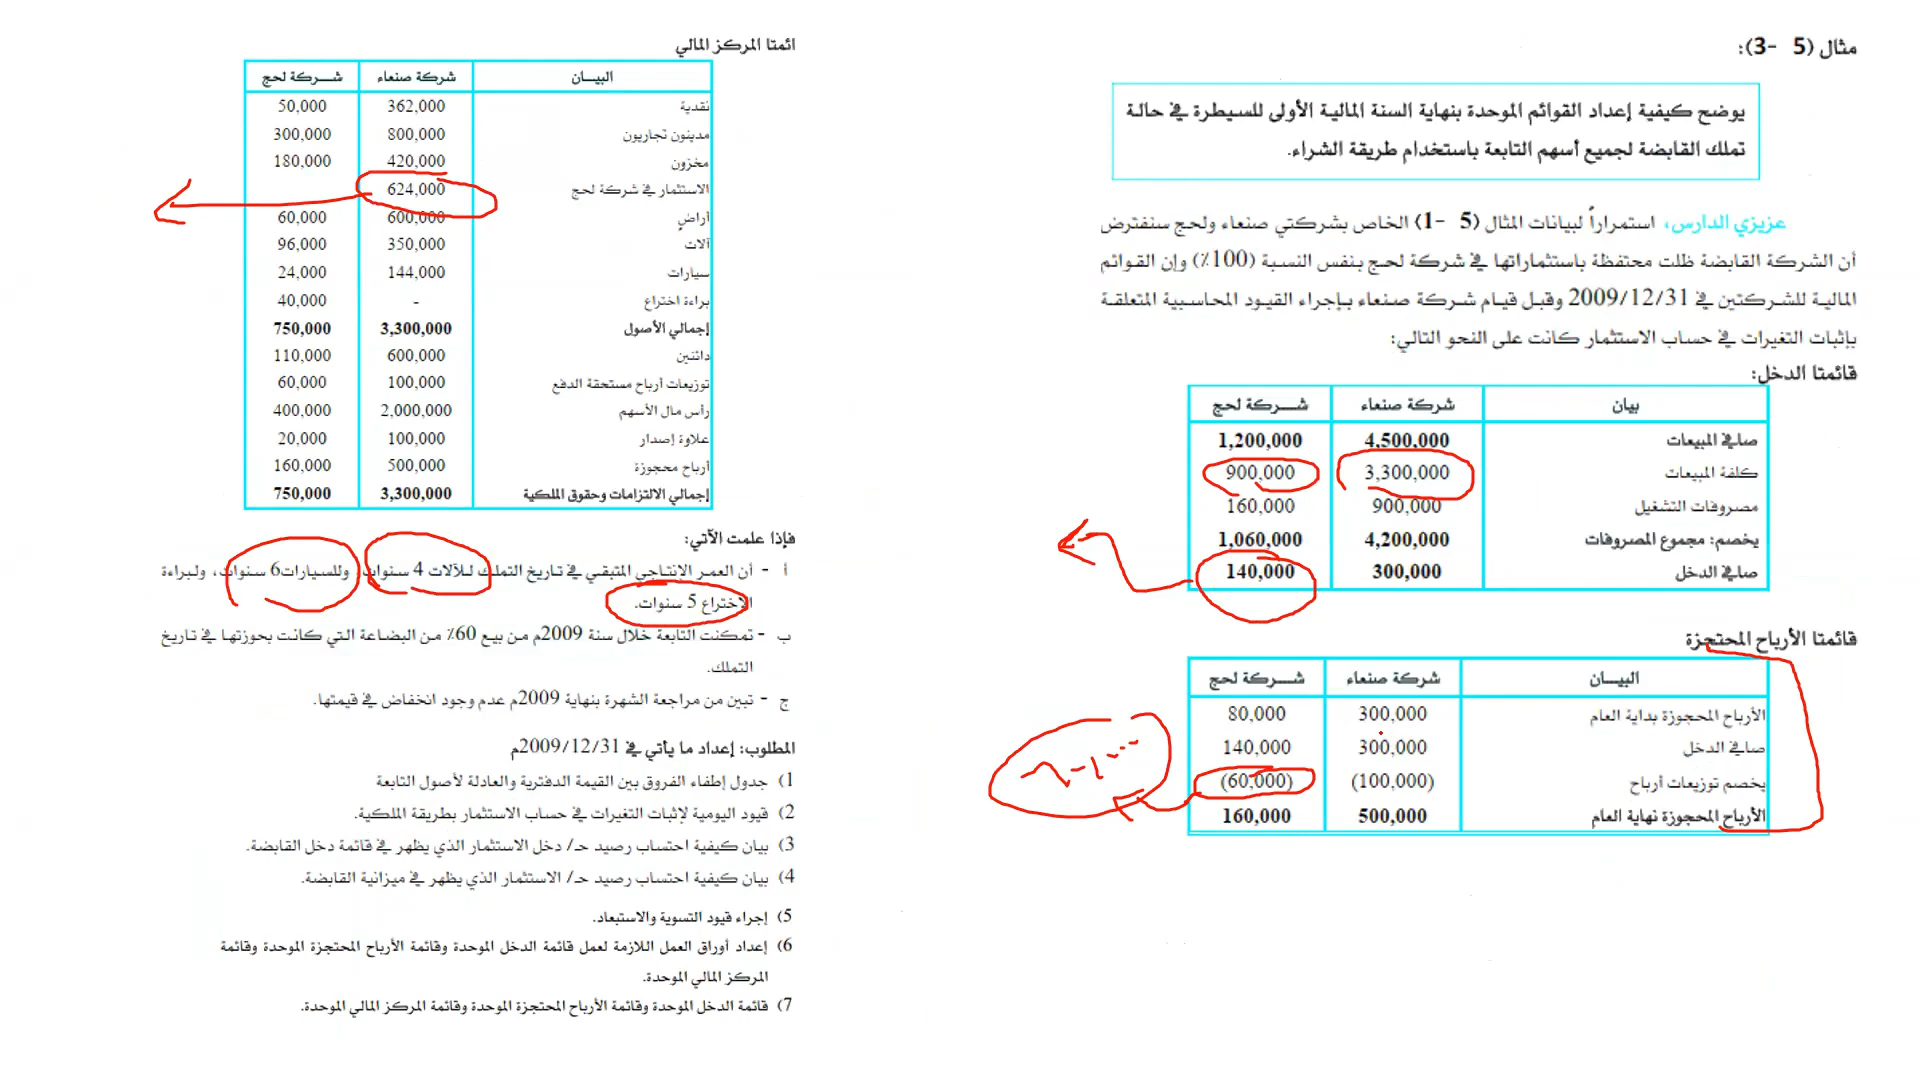 مثال (5 -3):
يوضح كيفية إعداد القوائم الموحدة بنهاية السنة المالية الأولى للسيطرة في حالة
تملك القابضة لجميع أسهم التابعة باستخدام طريقة الشراء.
عزيزي الدارس، استمراراً لبيانات المثال (5 -1) الخاص بشركتي صنعاء ولحج سنفترض
أن الشركة القابضة ظلت محتفظة باستثماراتها في شركة لحج بنفس النسبة (100٪) وإن القوائم
المالية للشركتين في 2009/12/31 وقبل قيام شركة صنعاء بإجراء القيود المحاسبية المتعلقة
بإثبات التغيرات في حساب الاستثمار كانت على النحو التالي:
قائمتا الدخل:
بيان شركة صنعاء شركة لحج
صافي المبيعات 4,500,000 1,200,000
كلفة المبيعات 3,300,000 900,000
مصروفات التشغيل 900,000 160,000
يخصم: مجموع المصروفات 4,200,000 1,060,000
صافي الدخل 300,000 140,000
قائمتا الأرباح المحتجزة
البيان شركة صنعاء شركة لحج
الأرباح المحجوزة بداية العام 300,000 80,000
صافي الدخل 300,000 140,000
يخصم توزيعات أرباح (100,000) (60,000)
الأرباح المحجوزة نهاية العام 500,000 160,000
ائمتا المركز المالي
البيان شركة صنعاء شركة لحج
نقدية 362,000 50,000
مدينون تجاريون 800,000 300,000
مخزون 420,000 180,000
الاستثمار في شركة لحج 624,000
أراضٍ 600,000 60,000
آلات 350,000 96,000
سيارات 144,000 24,000
براءة اختراع - 40,000
إجمالي الأصول 3,300,000 750,000
دائنين 600,000 110,000
توزيعات أرباح مستحقة الدفع 100,000 60,000
رأس مال الأسهم 2,000,000 400,000
علاوة إصدار 100,000 20,000
أرباح محجوزة 500,000 160,000
إجمالي الالتزامات وحقوق الملكية 3,300,000 750,000
فإذا علمت الآتي:
أ - أن العمر الإنتاجي المتبقي في تاريخ التملك للآلات 4 سنوات، وللسيارات 6 سنوات، ولبراءة
الاختراع 5 سنوات.
ب - تمكنت التابعة خلال سنة 2009م من بيع 60٪ من البضاعة التي كانت بحوزتها في تاريخ
التملك.
ج - تبين من مراجعة الشهرة بنهاية 2009م عدم وجود انخفاض في قيمتها.
المطلوب: إعداد ما يأتي في 2009/12/31م
1) جدول إطفاء الفروق بين القيمة الدفترية والعادلة لأصول التابعة
2) قيود اليومية لإثبات التغيرات في حساب الاستثمار بطريقة الملكية.
3) بيان كيفية احتساب رصيد حـ/ دخل الاستثمار الذي يظهر في قائمة دخل القابضة.
4) بيان كيفية احتساب رصيد حـ/ الاستثمار الذي يظهر في ميزانية القابضة.
5) إجراء قيود التسوية والاستبعاد.
6) إعداد أوراق العمل اللازمة لعمل قائمة الدخل الموحدة وقائمة الأرباح المحتجزة الموحدة وقائمة
المركز المالي الموحدة.
7) قائمة الدخل الموحدة وقائمة الأرباح المحتجزة الموحدة وقائمة المركز المالي الموحدة.